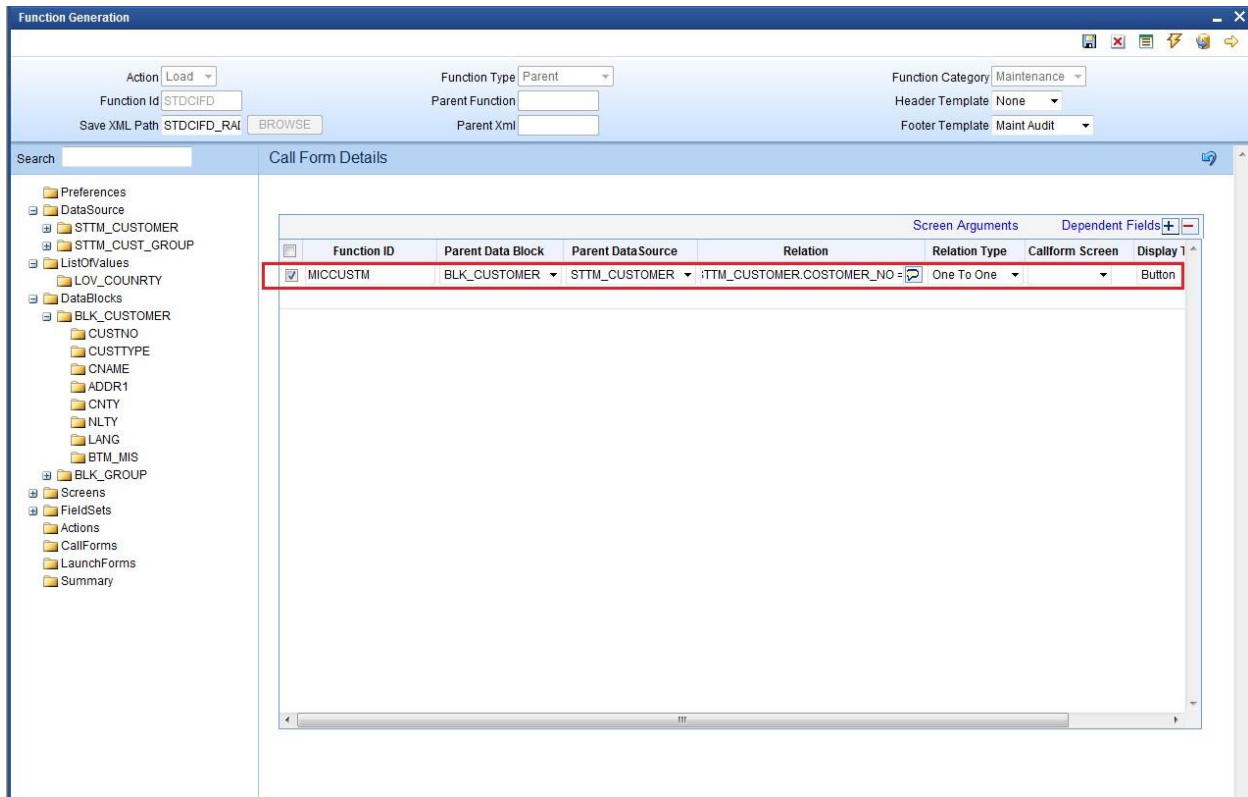 Function Generation
Action Load Function Type Parent Function Category Maintenance
Function Id STDCIFD Parent Function Header Template None
Save XML Path STDCIFD_RAD BROWSE Parent Xml Footer Template Maint Audit
Search Call Form Details
Preferences
DataSource
STTM_CUSTOMER
STTM_CUST_GROUP
ListOfValues
LOV_COUNRTY
DataBlocks
BLK_CUSTOMER
CUSTNO
CUSTTYPE
CNAME
ADDR1
CNTY
NLTY
LANG
BTM_MIS
BLK_GROUP
Screens
FieldSets
Actions
CallForms
LaunchForms
Summary
Screen Arguments Dependent Fields
Function ID Parent Data Block Parent DataSource Relation Relation Type Callform Screen Display
MICCUSTM BLK_CUSTOMER STTM_CUSTOMER TTM_CUSTOMER.COSTOMER_NO = One To One Button